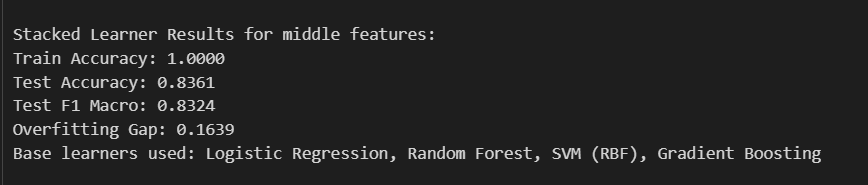 Stacked Learner Results for middle features:
Train Accuracy: 1.0000
Test Accuracy: 0.8361
Test F1 Macro: 0.8324
Overfitting Gap: 0.1639
Base learners used: Logistic Regression, Random Forest, SVM (RBF), Gradient Boosting